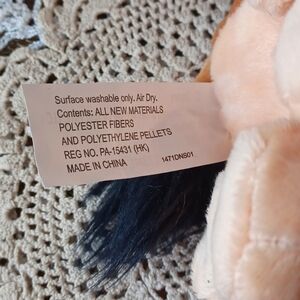 Surface washable only. Air Dry.
Contents: ALL NEW MATERIALS
POLYESTER FIBERS
AND POLYETHYLENE PELLETS
REG NO. PA-15431 (HK)
MADE IN CHINA 1471DNS01